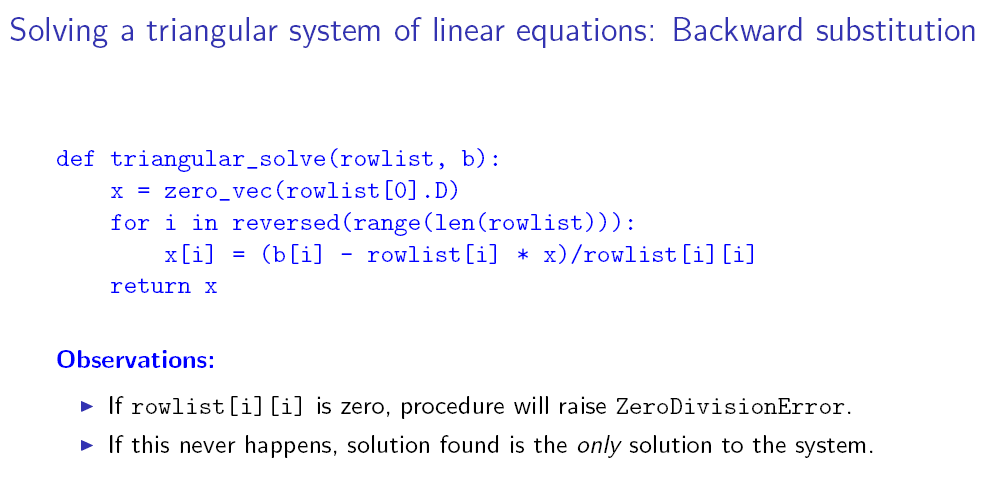 Solving a triangular system of linear equations: Backward substitution
def triangular_solve(rowlist, b):
    x = zero_vec(rowlist[0].D)
    for i in reversed(range(len(rowlist))):
        x[i] = (b[i] - rowlist[i] * x)/rowlist[i][i]
    return x
Observations:
▶ If rowlist[i][i] is zero, procedure will raise ZeroDivisionError.
▶ If this never happens, solution found is the only solution to the system.